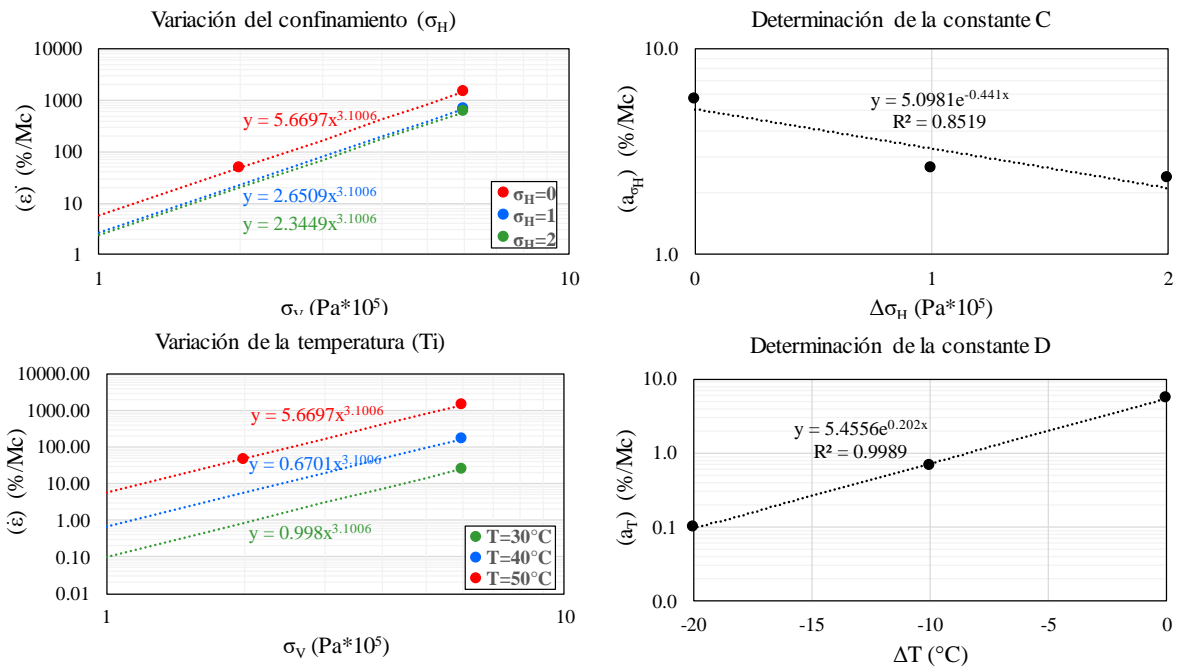 Variación del confinamiento (σH)
(ε̇) (%/Mc)
10000
1000
100
10
1
y = 5.6697x^3.1006
y = 2.6509x^3.1006
y = 2.3449x^3.1006
σH=0
σH=1
σH=2
1 10
σV (Pa*10⁵)
Determinación de la constante C
(aσH) (%/Mc)
10.0
1.0
y = 5.0981e^-0.441x
R² = 0.8519
0 1 2
ΔσH (Pa*10⁵)
Variación de la temperatura (Ti)
(ε̇) (%/Mc)
10000.00
1000.00
100.00
10.00
1.00
0.10
0.01
y = 5.6697x^3.1006
y = 0.6701x^3.1006
y = 0.998x^3.1006
T=30°C
T=40°C
T=50°C
1 10
σV (Pa*10⁵)
Determinación de la constante D
(aT) (%/Mc)
10.0
1.0
0.1
0.0
y = 5.4556e^0.202x
R² = 0.9989
-20 -15 -10 -5 0
ΔT (°C)